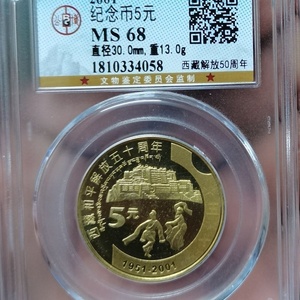 2001
纪念币5元
MS 68
直径30.0mm,重13.0g
1810334058
西藏解放50周年
文物鉴定委员会监制
西藏和平解放五十周年
5元
1951-2001